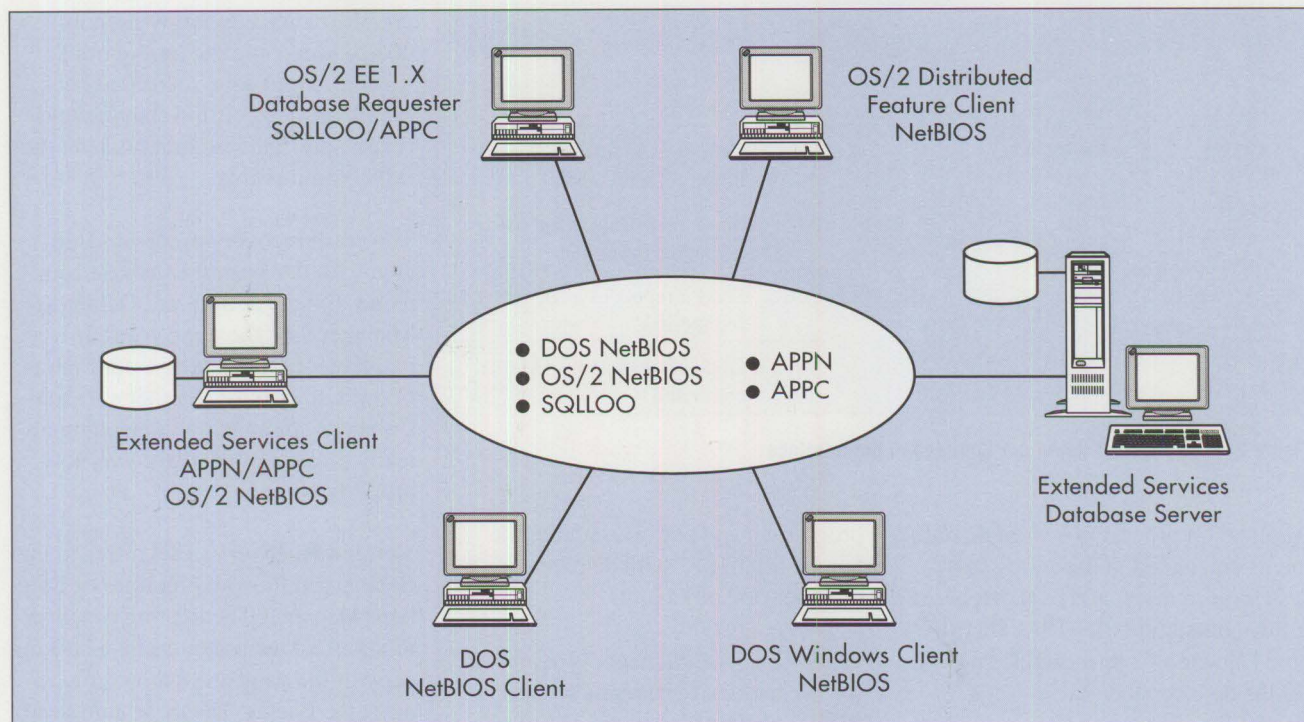 OS/2 EE 1.X
Database Requester
SQLLOO/APPC
OS/2 Distributed
Feature Client
NetBIOS
● DOS NetBIOS
● OS/2 NetBIOS
● SQLLOO
● APPN
● APPC
Extended Services Client
APPN/APPC
OS/2 NetBIOS
Extended Services
Database Server
DOS
NetBIOS Client
DOS Windows Client
NetBIOS